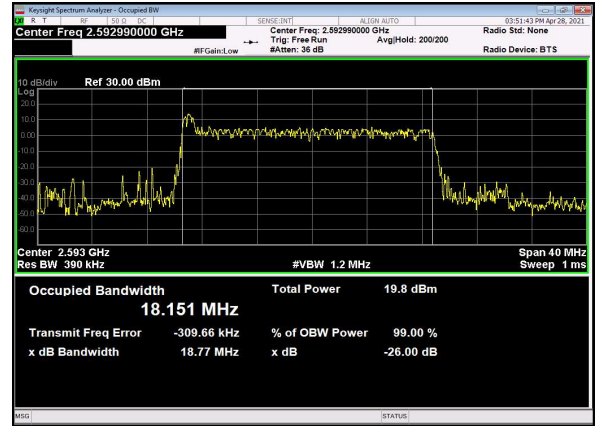 Keysight Spectrum Analyzer - Occupied BW
LXI R T RF 50 Ω DC SENSE:INT ALIGN AUTO 03:51:43 PM Apr 28, 2021
Center Freq 2.592990000 GHz
Center Freq: 2.592990000 GHz
Radio Std: None
Trig: Free Run Avg|Hold: 200/200
#IFGain:Low #Atten: 36 dB Radio Device: BTS
10 dB/div Ref 30.00 dBm
Log
20.0
10.0
0.00
-10.0
-20.0
-30.0
-40.0
-50.0
-60.0
Center 2.593 GHz Span 40 MHz
Res BW 390 kHz #VBW 1.2 MHz Sweep 1 ms
Occupied Bandwidth Total Power 19.8 dBm
18.151 MHz
Transmit Freq Error -309.66 kHz % of OBW Power 99.00 %
x dB Bandwidth 18.77 MHz x dB -26.00 dB
MSG STATUS